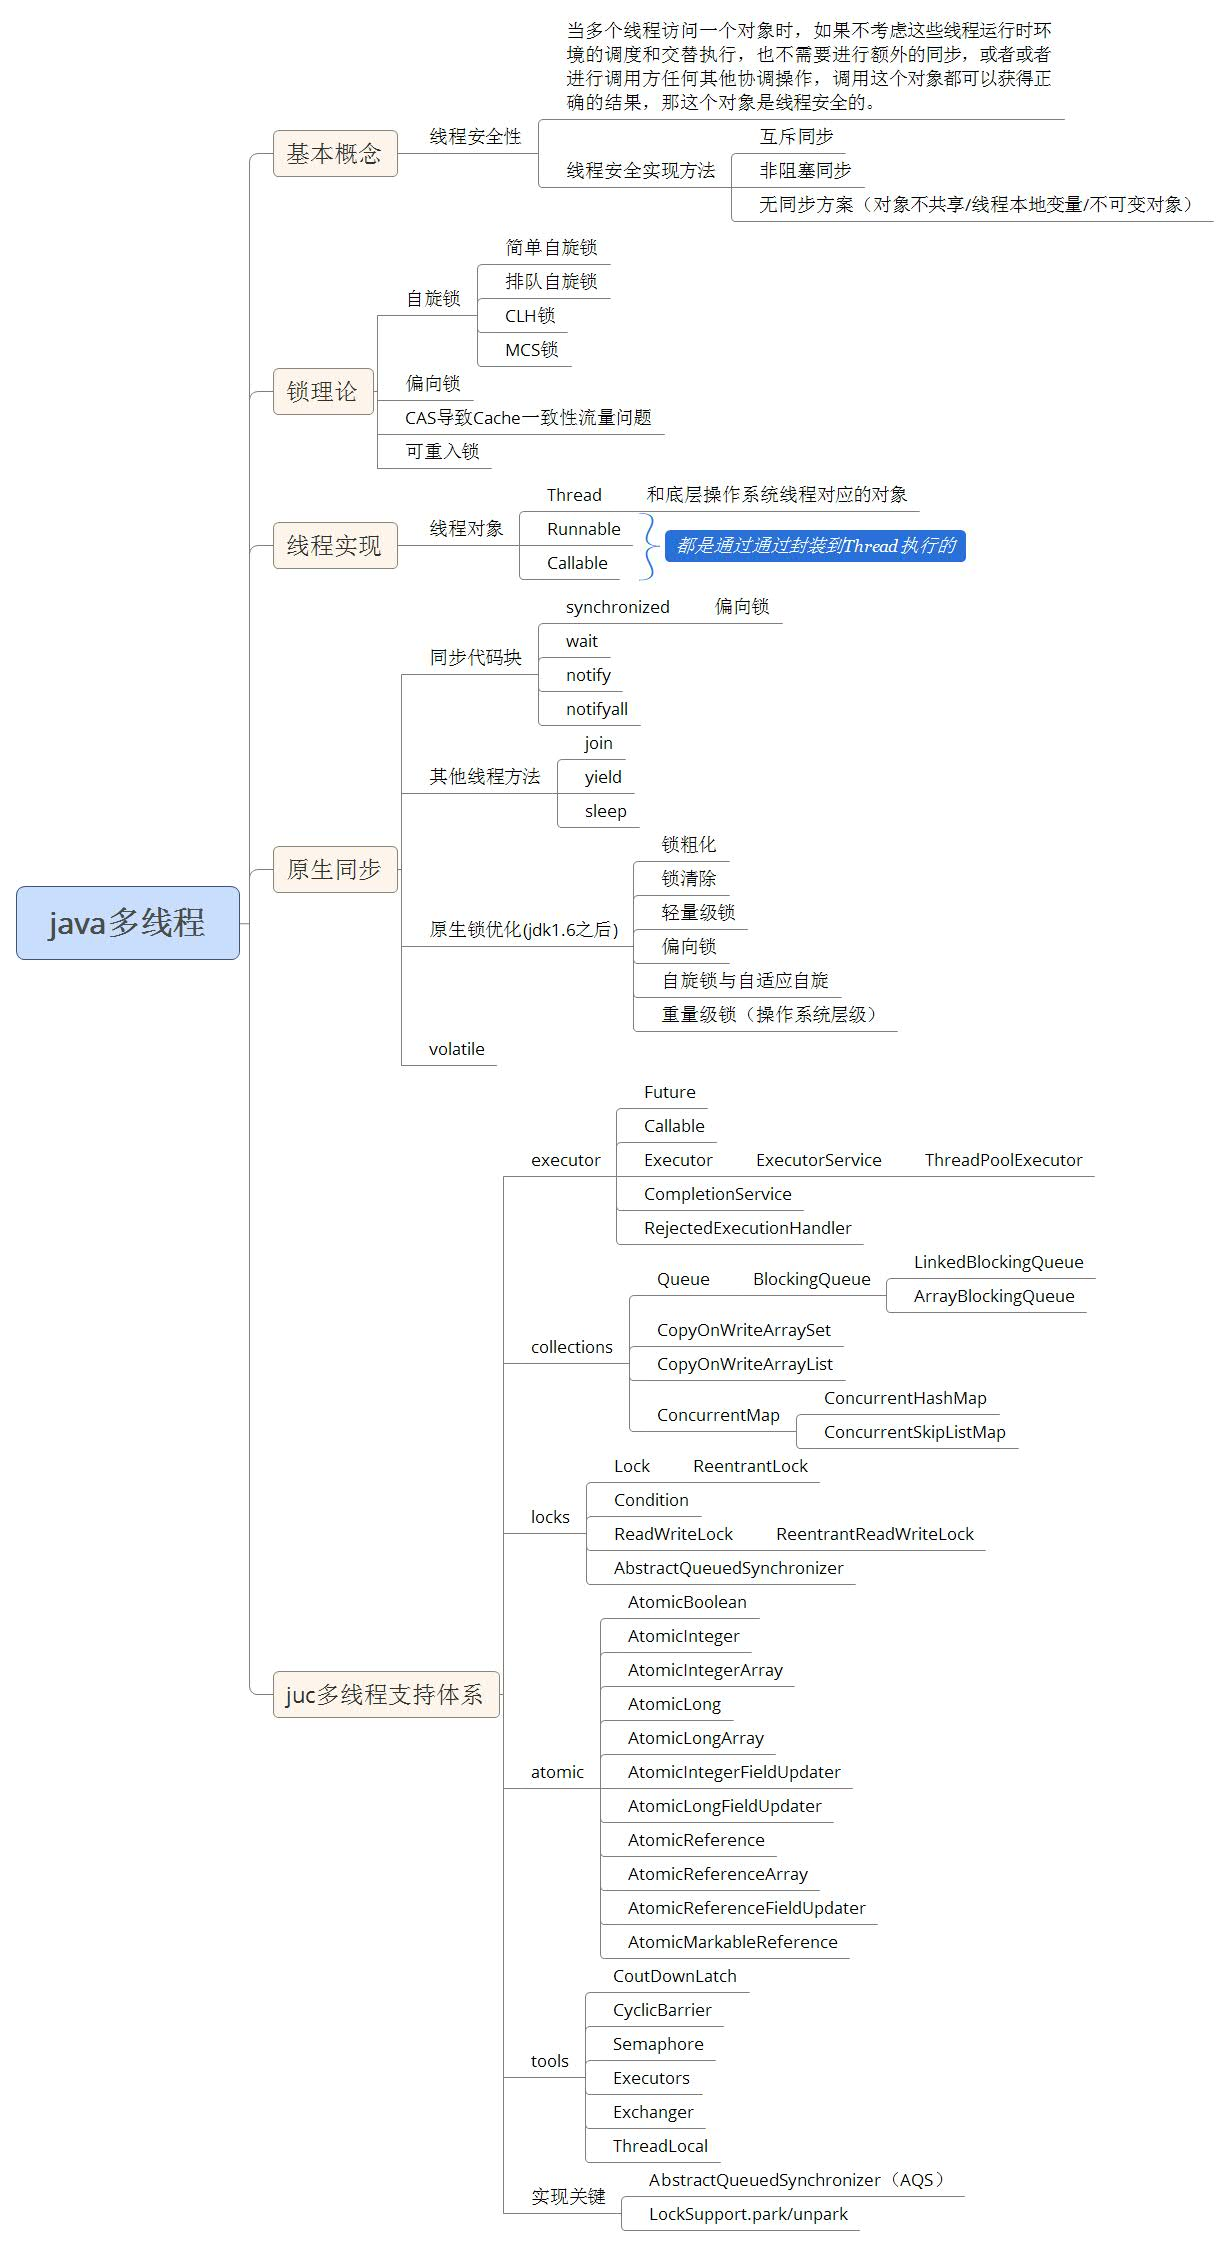 当多个线程访问一个对象时，如果不考虑这些线程运行时环
境的调度和交替执行，也不需要进行额外的同步，或者或者
进行调用方任何其他协调操作，调用这个对象都可以获得正
确的结果，那这个对象是线程安全的。
基本概念
线程安全性
线程安全实现方法
互斥同步
非阻塞同步
无同步方案（对象不共享/线程本地变量/不可变对象）
锁理论
自旋锁
简单自旋锁
排队自旋锁
CLH锁
MCS锁
偏向锁
CAS导致Cache一致性流量问题
可重入锁
线程实现
线程对象
Thread
和底层操作系统线程对应的对象
Runnable
Callable
都是通过通过封装到Thread 执行的
java多线程
原生同步
同步代码块
synchronized
偏向锁
wait
notify
notifyall
其他线程方法
join
yield
sleep
原生锁优化(jdk1.6之后)
锁粗化
锁清除
轻量级锁
偏向锁
自旋锁与自适应自旋
重量级锁（操作系统层级）
volatile
juc多线程支持体系
executor
Future
Callable
Executor
ExecutorService
ThreadPoolExecutor
CompletionService
RejectedExecutionHandler
collections
Queue
BlockingQueue
LinkedBlockingQueue
ArrayBlockingQueue
CopyOnWriteArraySet
CopyOnWriteArrayList
ConcurrentMap
ConcurrentHashMap
ConcurrentSkipListMap
locks
Lock
ReentrantLock
Condition
ReadWriteLock
ReentrantReadWriteLock
AbstractQueuedSynchronizer
atomic
AtomicBoolean
AtomicInteger
AtomicIntegerArray
AtomicLong
AtomicLongArray
AtomicIntegerFieldUpdater
AtomicLongFieldUpdater
AtomicReference
AtomicReferenceArray
AtomicReferenceFieldUpdater
AtomicMarkableReference
tools
CoutDownLatch
CyclicBarrier
Semaphore
Executors
Exchanger
ThreadLocal
实现关键
AbstractQueuedSynchronizer（AQS）
LockSupport.park/unpark